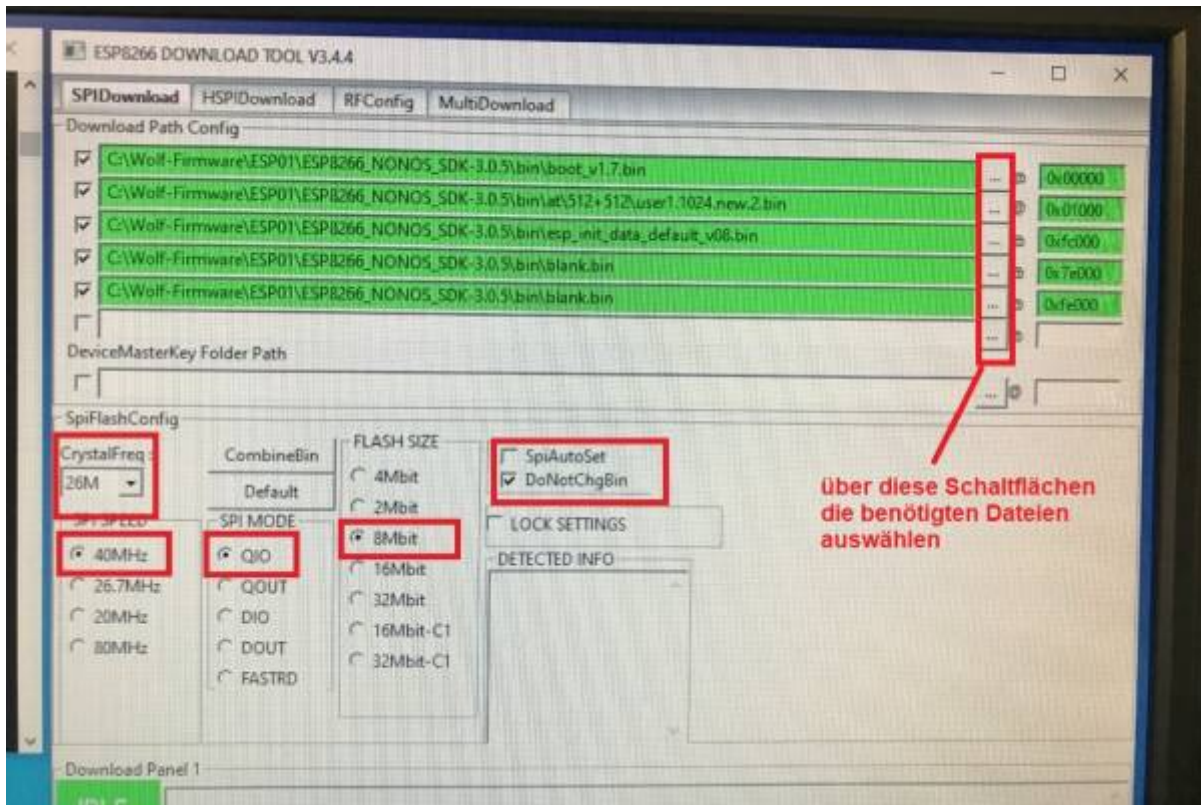 ESP8266 DOWNLOAD TOOL V3.4.4
SPIDownload HSPIDownload RFConfig MultiDownload
Download Path Config
C:\Wolf-Firmware\ESP01\ESP8266_NONOS_SDK-3.0.5\bin\boot_v1.7.bin ... @ 0x00000
C:\Wolf-Firmware\ESP01\ESP8266_NONOS_SDK-3.0.5\bin\at\512+512\user1.1024.new.2.bin ... @ 0x01000
C:\Wolf-Firmware\ESP01\ESP8266_NONOS_SDK-3.0.5\bin\esp_init_data_default_v08.bin ... @ 0xfc000
C:\Wolf-Firmware\ESP01\ESP8266_NONOS_SDK-3.0.5\bin\blank.bin ... @ 0x7e000
C:\Wolf-Firmware\ESP01\ESP8266_NONOS_SDK-3.0.5\bin\blank.bin ... @ 0xfe000
... @
DeviceMasterKey Folder Path
... @
SpiFlashConfig
CrystalFreq :
26M
CombineBin
Default
SPI SPEED
40MHz
26.7MHz
20MHz
80MHz
SPI MODE
QIO
QOUT
DIO
DOUT
FASTRD
FLASH SIZE
4Mbit
2Mbit
8Mbit
16Mbit
32Mbit
16Mbit-C1
32Mbit-C1
SpiAutoSet
DoNotChgBin
LOCK SETTINGS
DETECTED INFO
über diese Schaltflächen
die benötigten Dateien
auswählen
Download Panel 1
IDLE